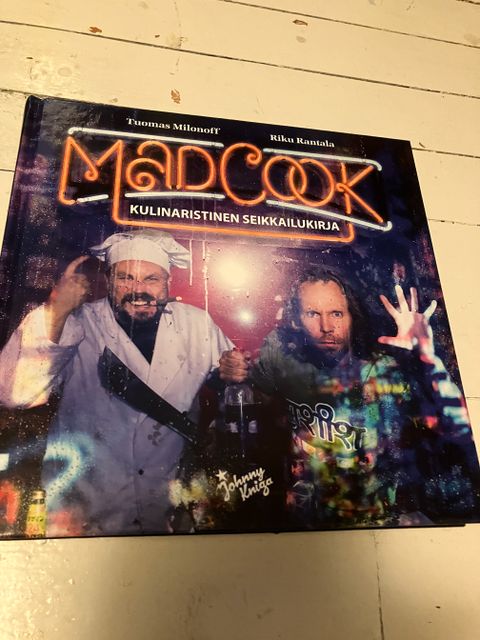 Tuomas Milonoff
Riku Rantala
MADCOOK
KULINARISTINEN SEIKKAILUKIRJA
Johnny
Kniga